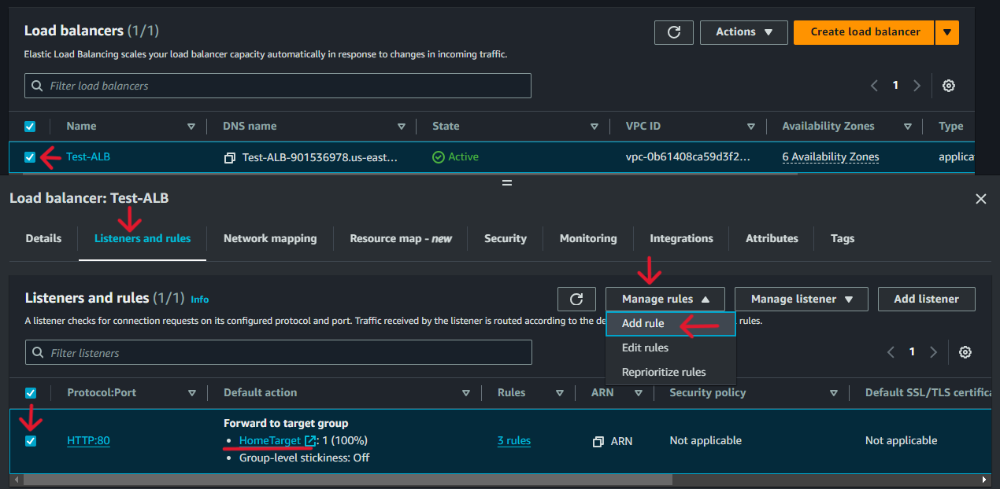 Load balancers (1/1)
Actions
Create load balancer
Elastic Load Balancing scales your load balancer capacity automatically in response to changes in incoming traffic.
Filter load balancers
1
Name
DNS name
State
VPC ID
Availability Zones
Type
Test-ALB
Test-ALB-901536978.us-east...
Active
vpc-0b61408ca59d3f2...
6 Availability Zones
applica
Load balancer: Test-ALB
Details
Listeners and rules
Network mapping
Resource map - new
Security
Monitoring
Integrations
Attributes
Tags
Listeners and rules (1/1) Info
Manage rules
Manage listener
Add listener
A listener checks for connection requests on its configured protocol and port. Traffic received by the listener is routed according to the de
rules.
Add rule
Edit rules
Reprioritize rules
Filter listeners
1
Protocol:Port
Default action
Rules
ARN
Security policy
Default SSL/TLS certifica
HTTP:80
Forward to target group
• HomeTarget : 1 (100%)
• Group-level stickiness: Off
3 rules
ARN
Not applicable
Not applicable